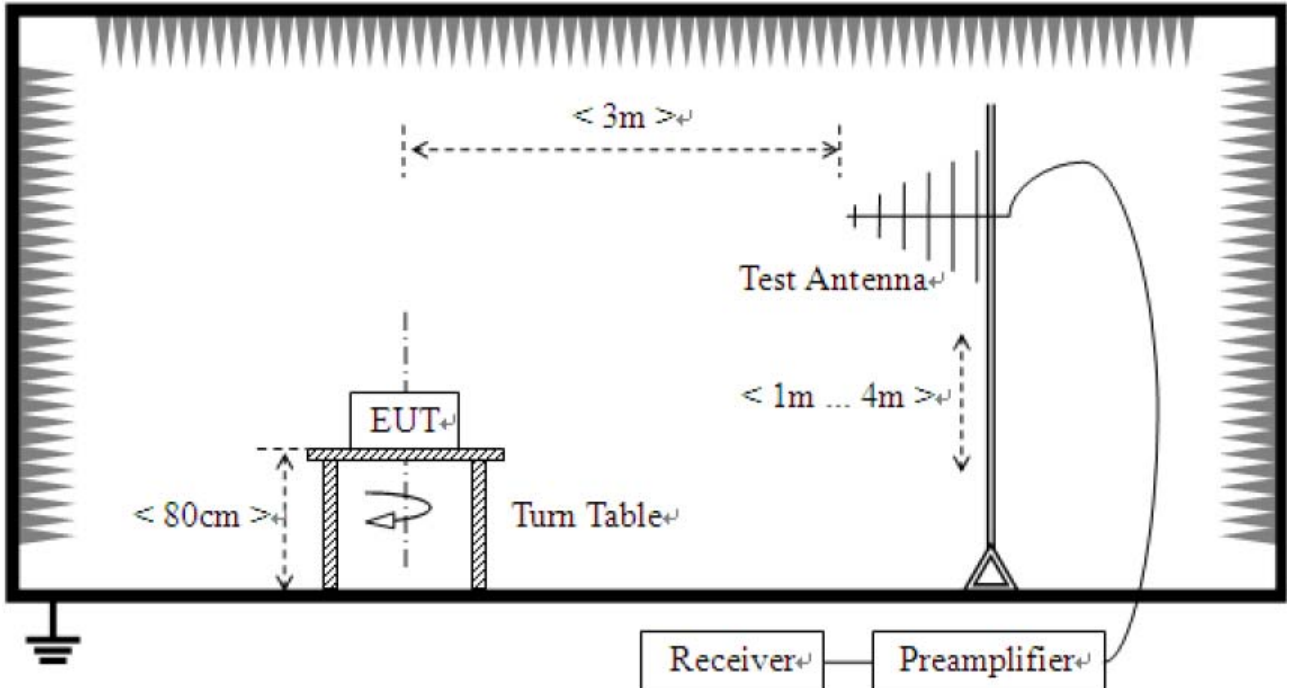 < 3m >↵
Test Antenna↵
< 1m ... 4m >↵
EUT↵
< 80cm >↵
Turn Table↵
Receiver↵
Preamplifier↵